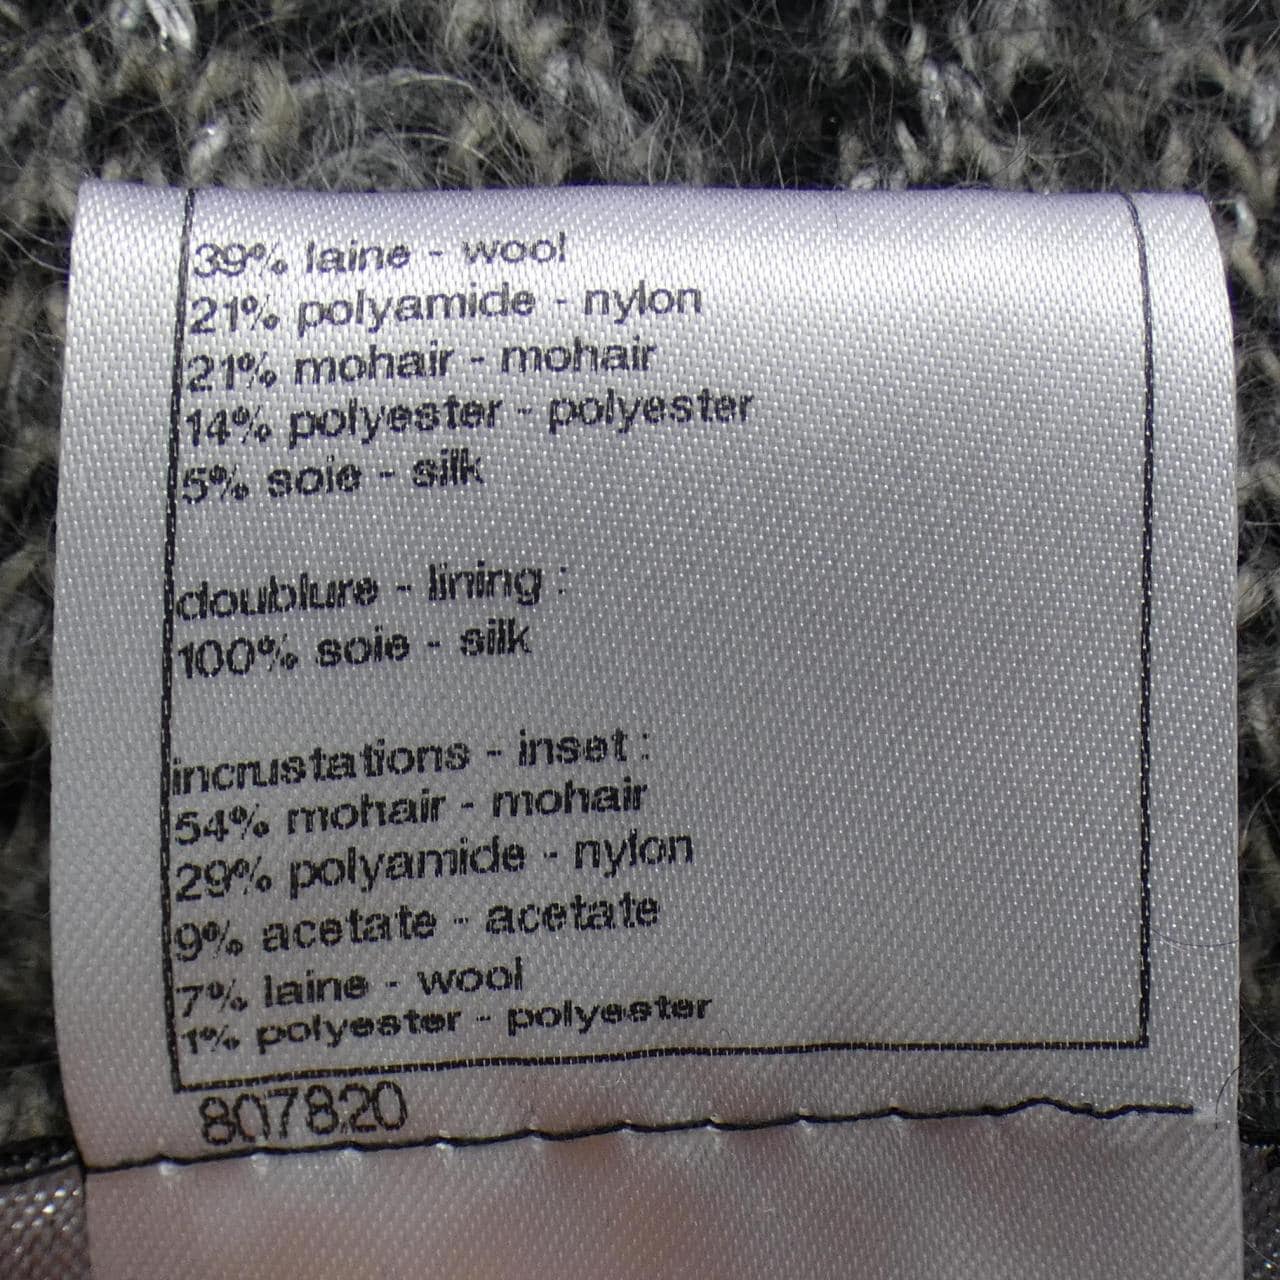 39% laine - wool
21% polyamide - nylon
21% mohair - mohair
14% polyester - polyester
5% soie - silk
doublure - lining :
100% soie - silk
incrustations - inset :
54% mohair - mohair
29% polyamide - nylon
9% acetate - acetate
7% laine - wool
1% polyester - polyester
807820